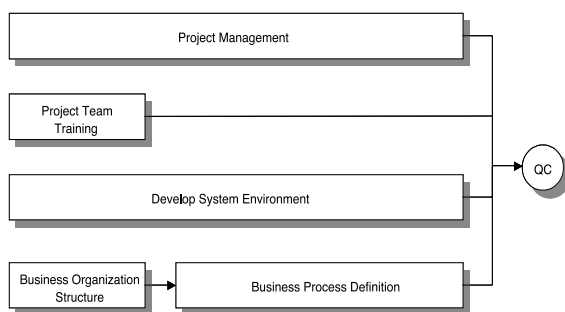 Project Management
Project Team
Training
QC
Develop System Environment
Business Organization
Structure
Business Process Definition